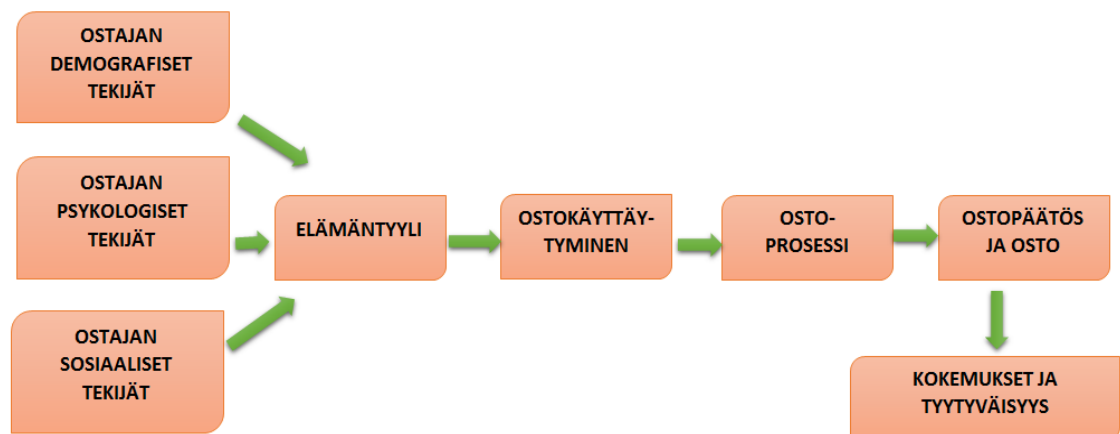 OSTAJAN
DEMOGRAFISET
TEKIJÄT
OSTAJAN
PSYKOLOGISET
TEKIJÄT
OSTAJAN
SOSIAALISET
TEKIJÄT
ELÄMÄNTYYLI
OSTOKÄYTTÄY-
TYMINEN
OSTO-
PROSESSI
OSTOPÄÄTÖS
JA OSTO
KOKEMUKSET JA
TYYTYVÄISYYS